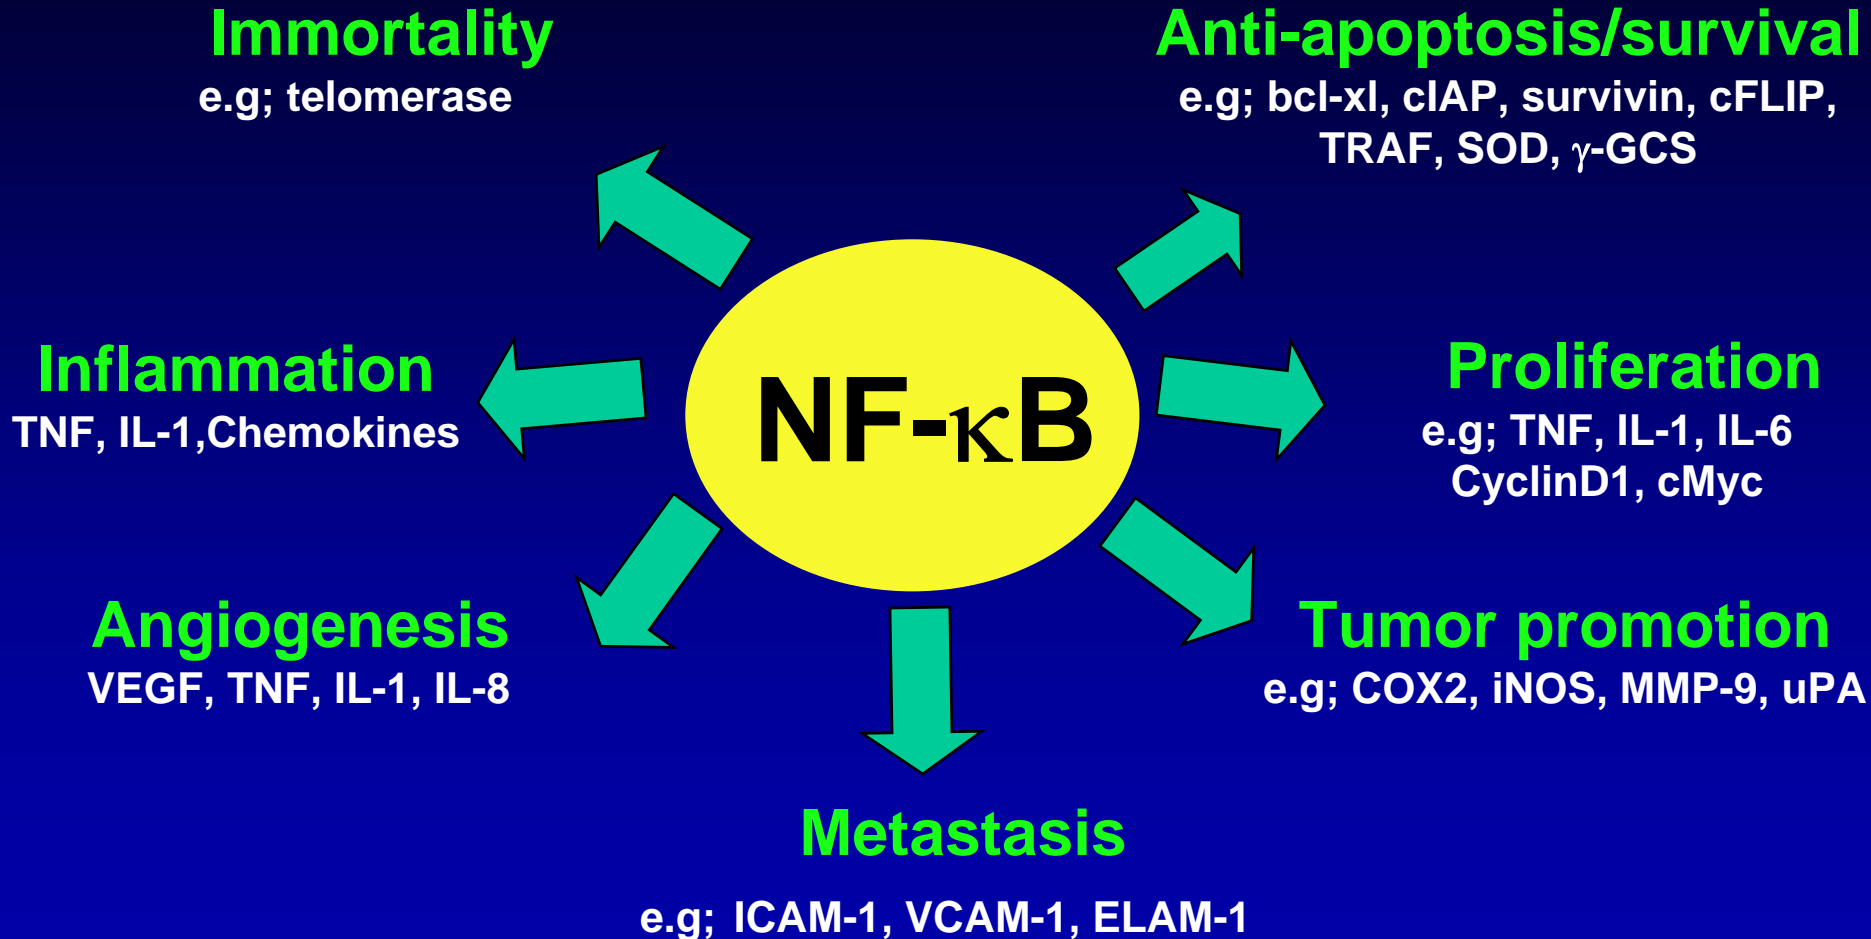 Immortality
e.g; telomerase
Anti-apoptosis/survival
e.g; bcl-xl, cIAP, survivin, cFLIP,
TRAF, SOD, γ-GCS
Inflammation
TNF, IL-1,Chemokines
NF-κB
Proliferation
e.g; TNF, IL-1, IL-6
CyclinD1, cMyc
Angiogenesis
VEGF, TNF, IL-1, IL-8
Tumor promotion
e.g; COX2, iNOS, MMP-9, uPA
Metastasis
e.g; ICAM-1, VCAM-1, ELAM-1